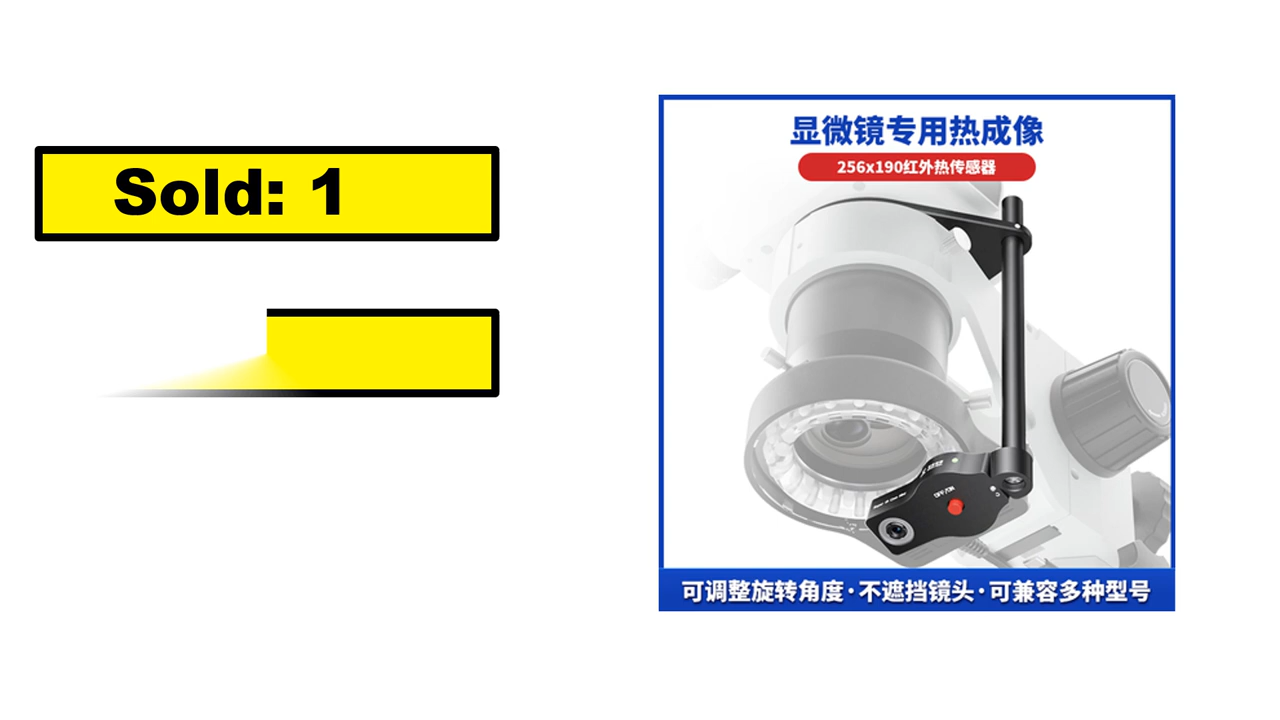 Sold: 1
显微镜专用热成像
256x190红外热传感器
OFF/ON
可调整旋转角度·不遮挡镜头·可兼容多种型号